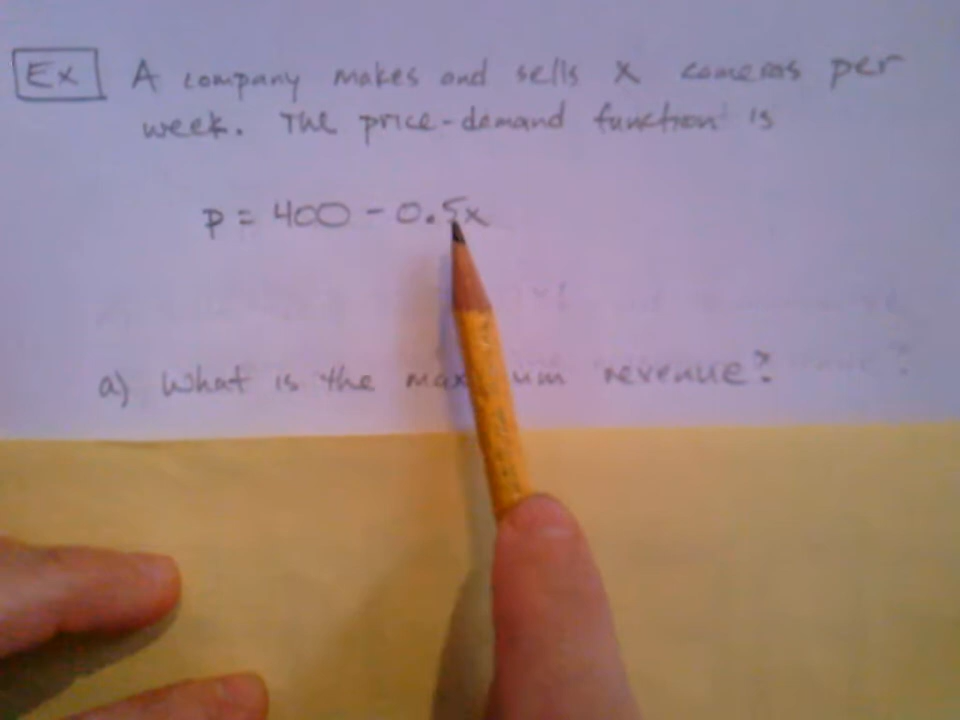 Ex A company makes and sells x cameras per
week. The price-demand function is
p = 400 - 0.5x
a) What is the maximum revenue?